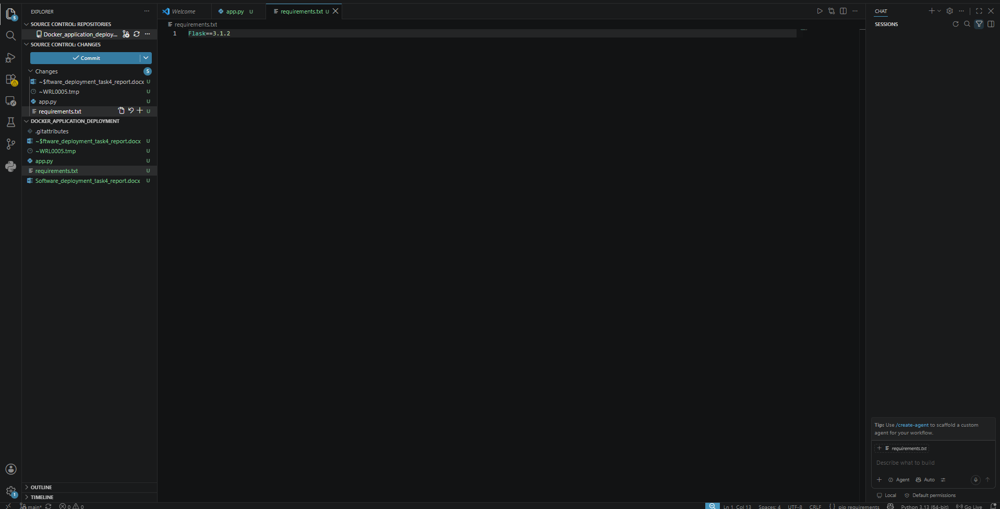 EXPLORER
SOURCE CONTROL: REPOSITORIES
Docker_application_deploy...
SOURCE CONTROL: CHANGES
Commit
Changes 5
~$ftware_deployment_task4_report.docx U
~WRL0005.tmp U
app.py U
requirements.txt U
DOCKER_APPLICATION_DEPLOYMENT
.gitattributes
~$ftware_deployment_task4_report.docx U
~WRL0005.tmp U
app.py U
requirements.txt U
Software_deployment_task4_report.docx U
OUTLINE
TIMELINE
5
1
Welcome
app.py U
requirements.txt U
requirements.txt
1 Flask==3.1.2
CHAT
SESSIONS
Tip: Use /create-agent to scaffold a custom
agent for your workflow.
requirements.txt
Describe what to build
Agent Auto
Local Default permissions
main* 0 0
Ln 1, Col 13 Spaces: 4 UTF-8 CRLF { } pip requirements Python 3.13 (64-bit) Go Live